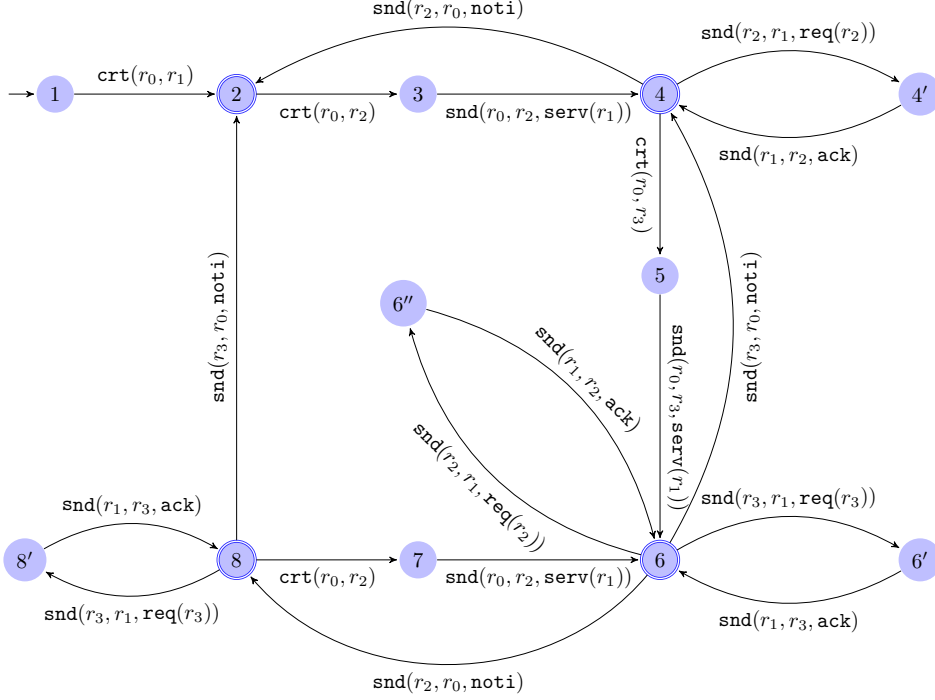 snd(r₂, r₀, noti)
snd(r₂, r₁, req(r₂))
crt(r₀, r₁)
1
2
3
4
4′
crt(r₀, r₂)
snd(r₀, r₂, serv(r₁))
snd(r₁, r₂, ack)
crt(r₀, r₃)
5
6″
snd(r₁, r₂, ack)
snd(r₃, r₀, noti)
snd(r₀, r₃, serv(r₁))
snd(r₃, r₀, noti)
snd(r₂, r₁, req(r₂))
snd(r₁, r₃, ack)
snd(r₃, r₁, req(r₃))
8′
8
7
6
6′
crt(r₀, r₂)
snd(r₀, r₂, serv(r₁))
snd(r₃, r₁, req(r₃))
snd(r₁, r₃, ack)
snd(r₂, r₀, noti)